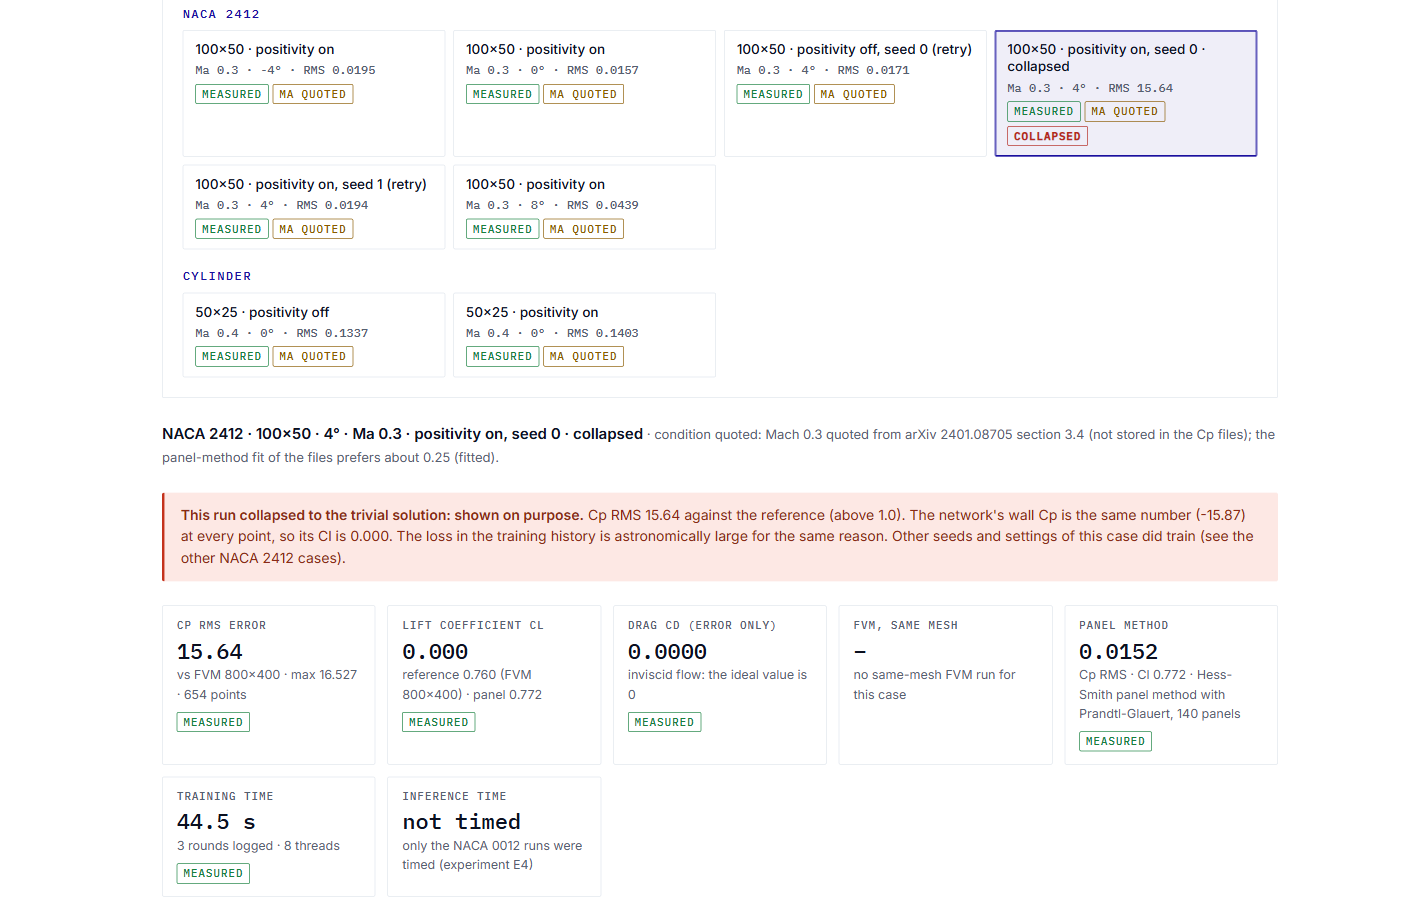 NACA 2412
100×50 · positivity on
Ma 0.3 · -4° · RMS 0.0195
MEASURED MA QUOTED
100×50 · positivity on
Ma 0.3 · 0° · RMS 0.0157
MEASURED MA QUOTED
100×50 · positivity off, seed 0 (retry)
Ma 0.3 · 4° · RMS 0.0171
MEASURED MA QUOTED
100×50 · positivity on, seed 0 ·
collapsed
Ma 0.3 · 4° · RMS 15.64
MEASURED MA QUOTED
COLLAPSED
100×50 · positivity on, seed 1 (retry)
Ma 0.3 · 4° · RMS 0.0194
MEASURED MA QUOTED
100×50 · positivity on
Ma 0.3 · 8° · RMS 0.0439
MEASURED MA QUOTED
CYLINDER
50×25 · positivity off
Ma 0.4 · 0° · RMS 0.1337
MEASURED MA QUOTED
50×25 · positivity on
Ma 0.4 · 0° · RMS 0.1403
MEASURED MA QUOTED
NACA 2412 · 100×50 · 4° · Ma 0.3 · positivity on, seed 0 · collapsed · condition quoted: Mach 0.3 quoted from arXiv 2401.08705 section 3.4 (not stored in the Cp files); the
panel-method fit of the files prefers about 0.25 (fitted).
This run collapsed to the trivial solution: shown on purpose. Cp RMS 15.64 against the reference (above 1.0). The network's wall Cp is the same number (-15.87)
at every point, so its Cl is 0.000. The loss in the training history is astronomically large for the same reason. Other seeds and settings of this case did train (see the
other NACA 2412 cases).
CP RMS ERROR
15.64
vs FVM 800×400 · max 16.527
· 654 points
MEASURED
LIFT COEFFICIENT CL
0.000
reference 0.760 (FVM
800×400) · panel 0.772
MEASURED
DRAG CD (ERROR ONLY)
0.0000
inviscid flow: the ideal value is
0
MEASURED
FVM, SAME MESH
–
no same-mesh FVM run for
this case
PANEL METHOD
0.0152
Cp RMS · Cl 0.772 · Hess-
Smith panel method with
Prandtl-Glauert, 140 panels
MEASURED
TRAINING TIME
44.5 s
3 rounds logged · 8 threads
MEASURED
INFERENCE TIME
not timed
only the NACA 0012 runs were
timed (experiment E4)